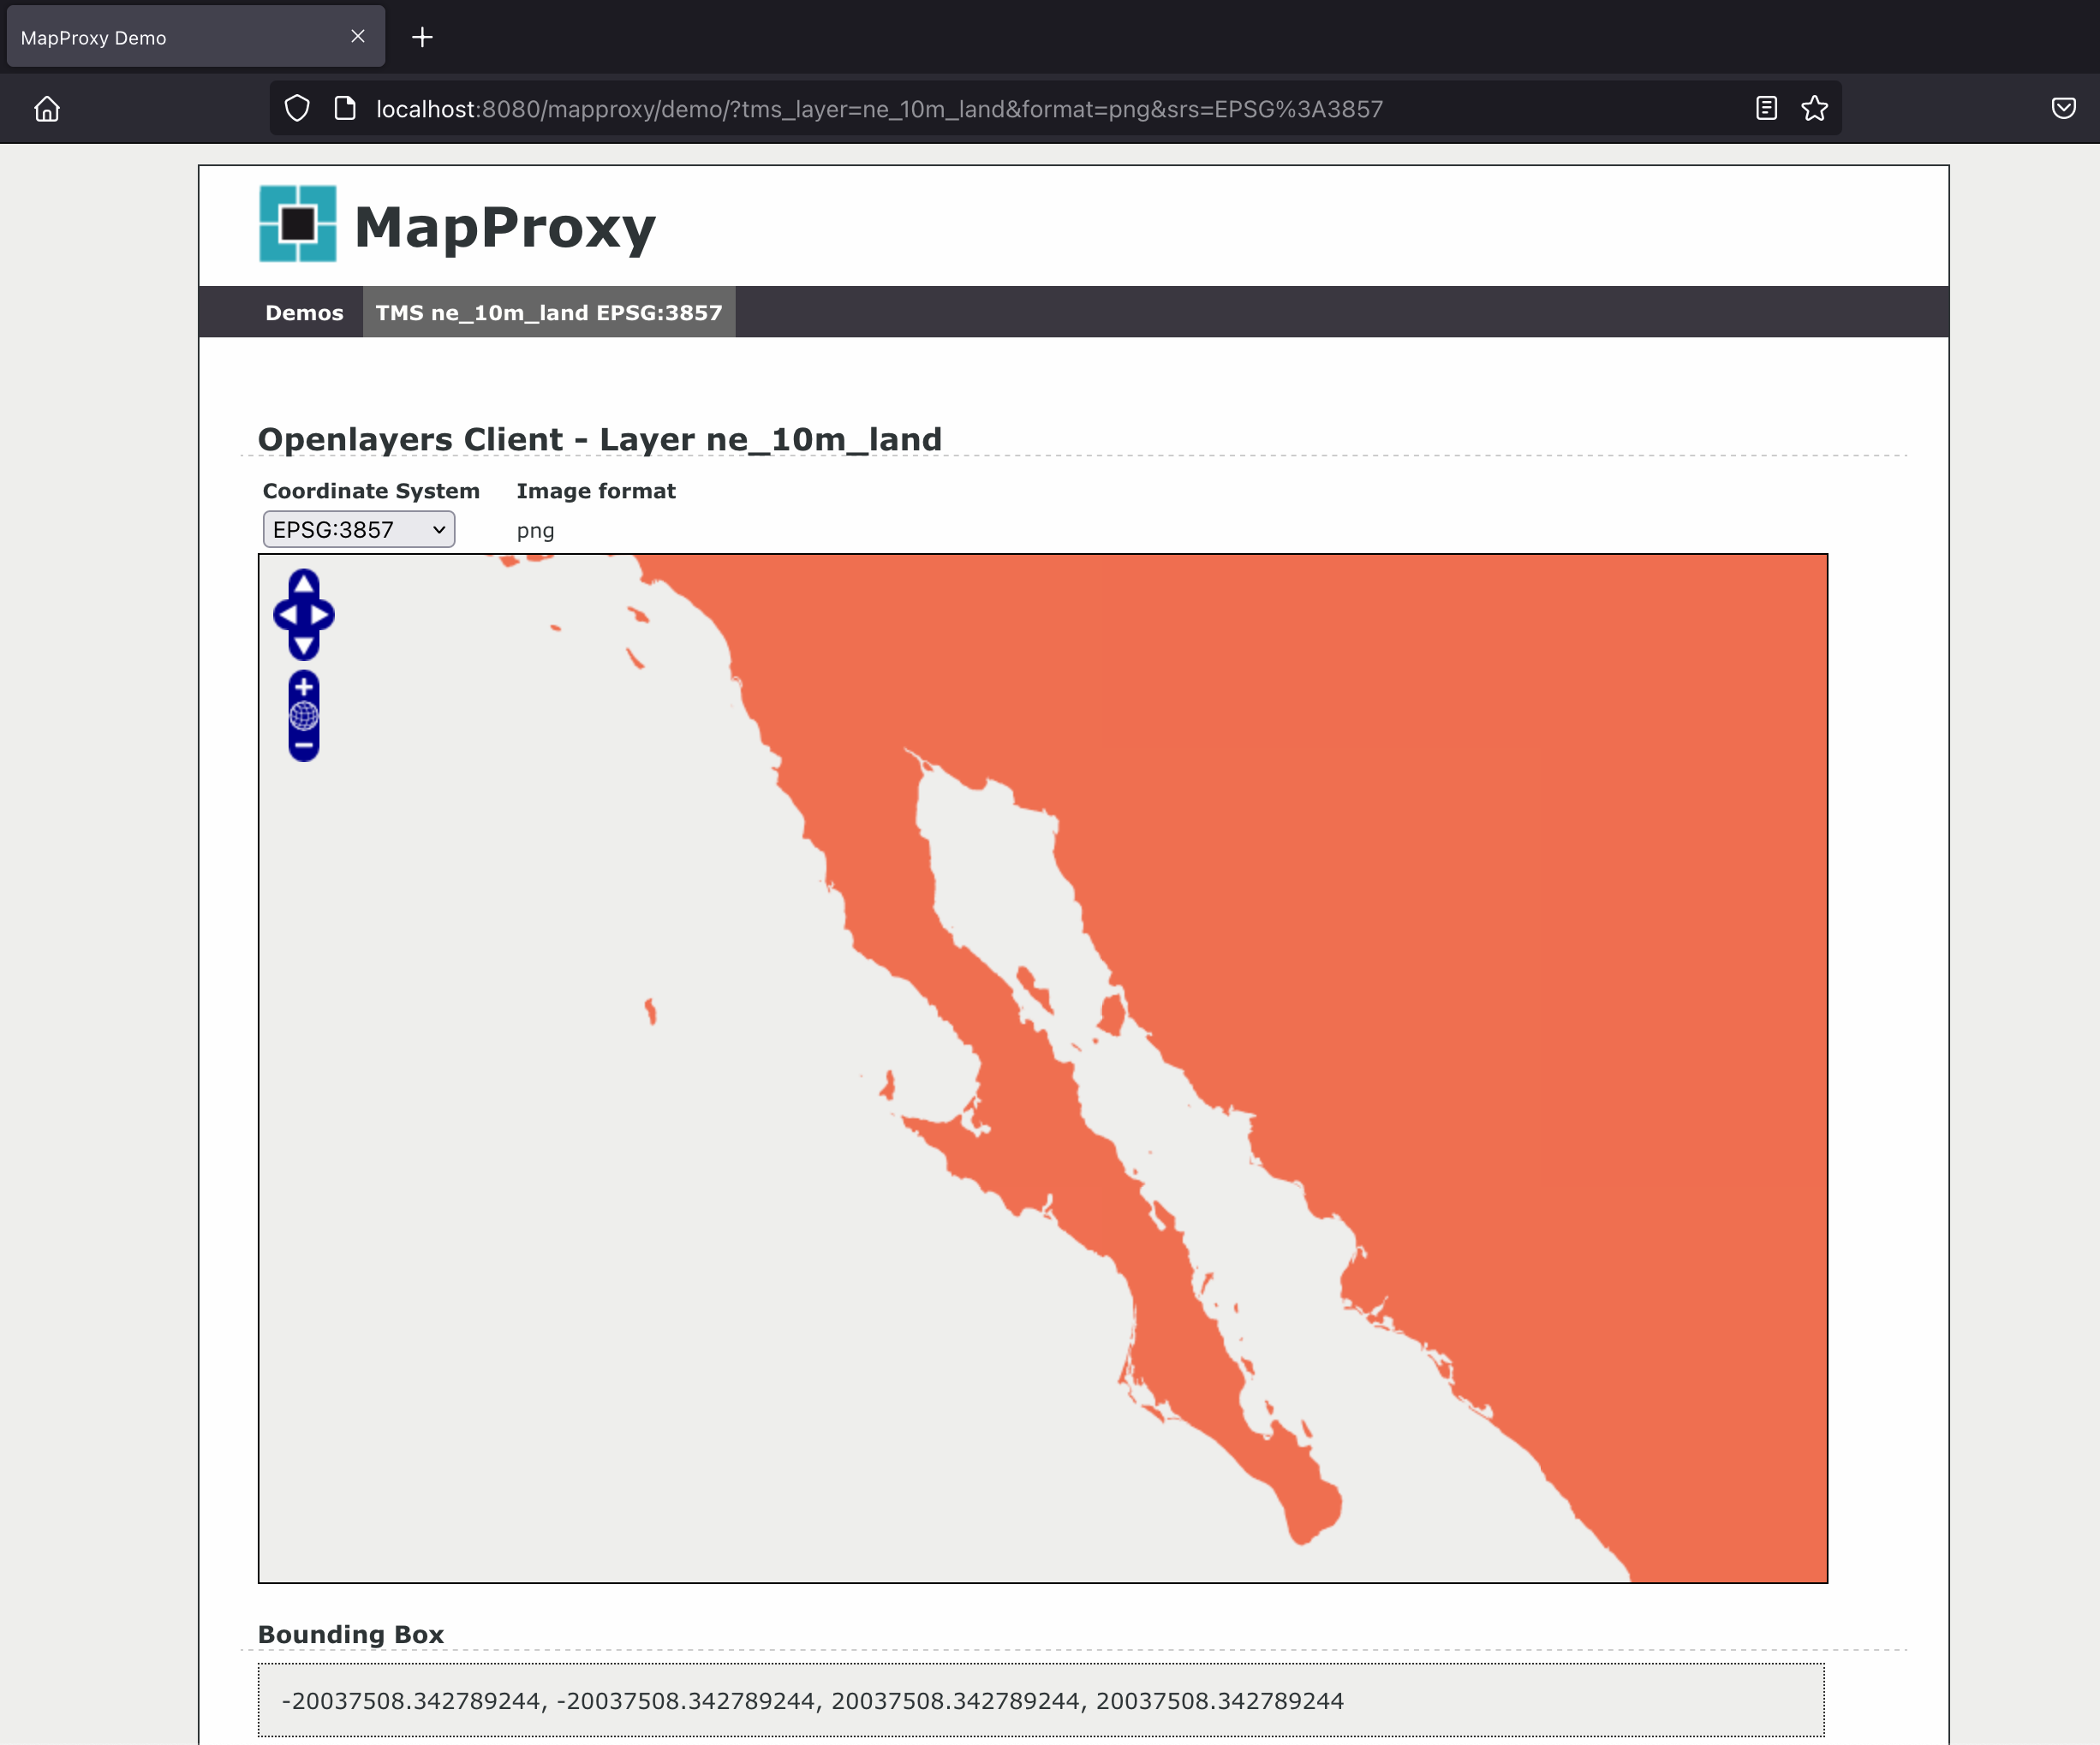 MapProxy Demo
localhost:8080/mapproxy/demo/?tms_layer=ne_10m_land&format=png&srs=EPSG%3A3857
MapProxy
Demos TMS ne_10m_land EPSG:3857
Openlayers Client - Layer ne_10m_land
Coordinate System Image format
EPSG:3857 png
Bounding Box
-20037508.342789244, -20037508.342789244, 20037508.342789244, 20037508.342789244